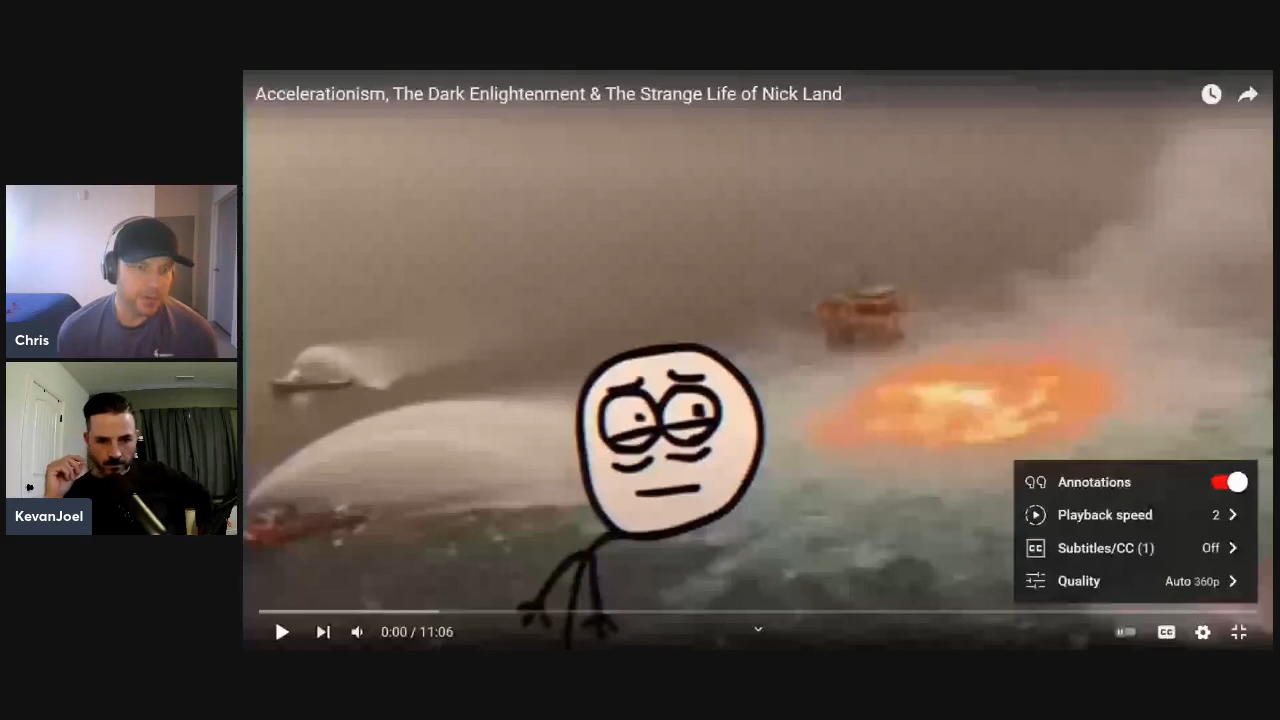 Accelerationism, The Dark Enlightenment & The Strange Life of Nick Land
Chris
KevanJoel
Annotations
Playback speed 2
Subtitles/CC (1) Off
Quality Auto 360p
0:00 / 11:06
CC